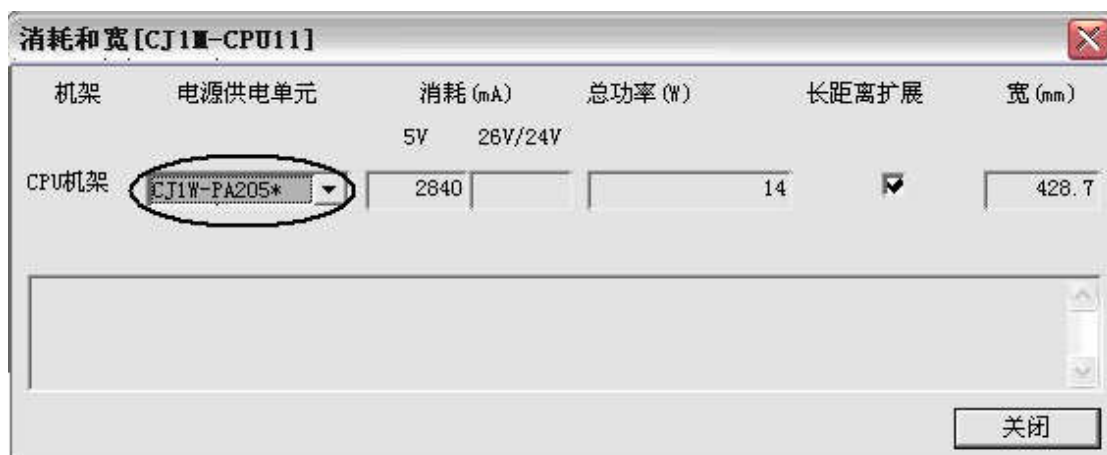 消耗和宽[CJ1M-CPU11]
机架 电源供电单元 消耗(mA) 总功率(W) 长距离扩展 宽(mm)
5V 26V/24V
CPU机架 CJ1W-PA205* 2840 14 428.7
关闭